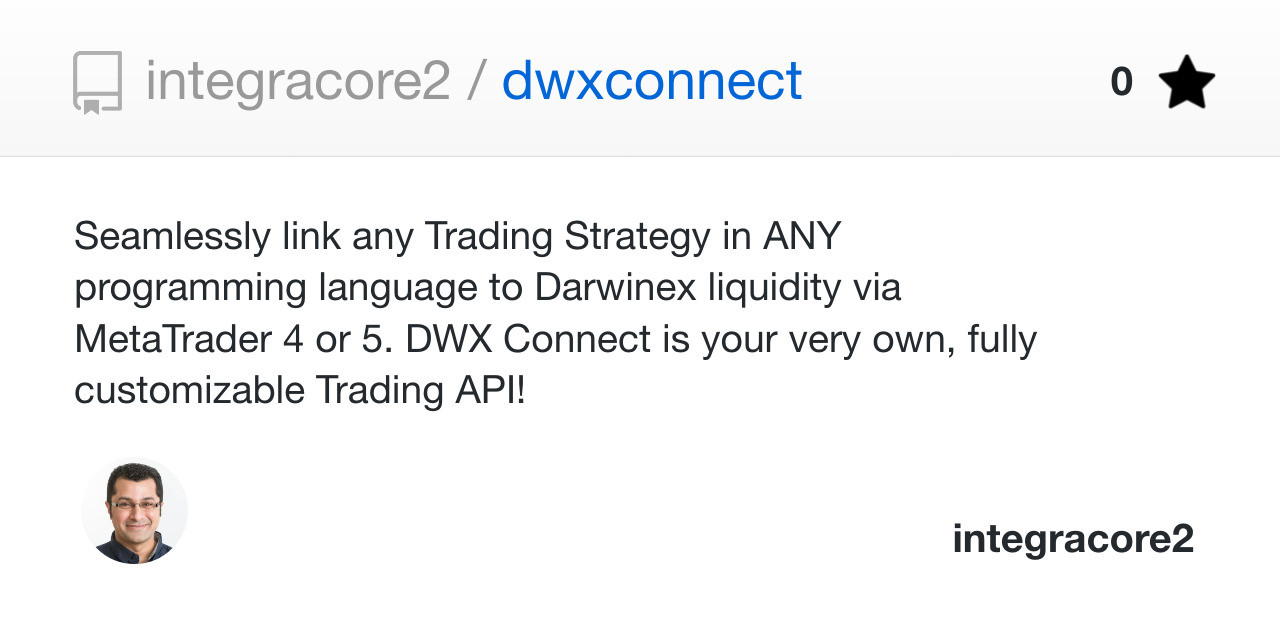 integracore2 / dwxconnect
0
Seamlessly link any Trading Strategy in ANY
programming language to Darwinex liquidity via
MetaTrader 4 or 5. DWX Connect is your very own, fully
customizable Trading API!
integracore2